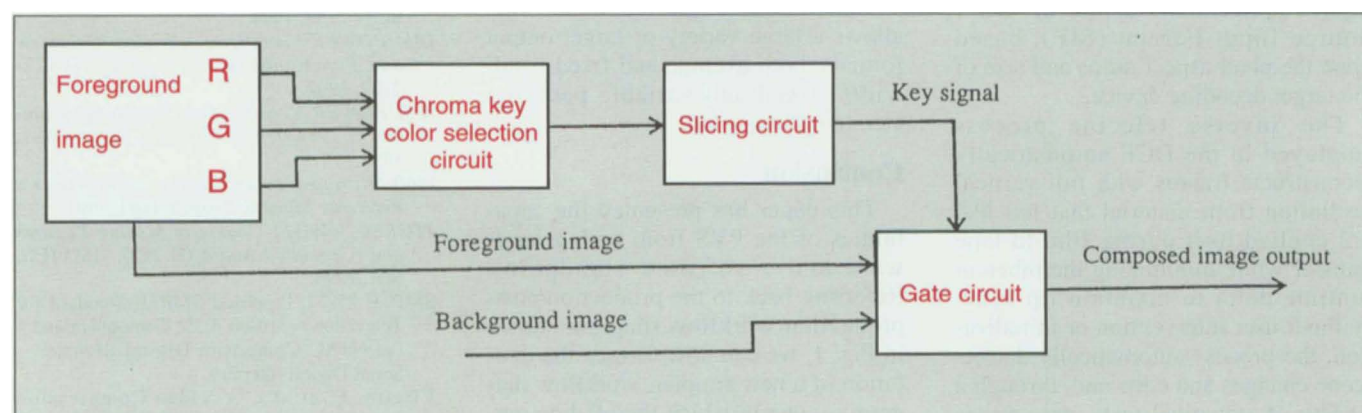 Foreground
image
R
G
B
Chroma key
color selection
circuit
Slicing circuit
Key signal
Foreground image
Background image
Gate circuit
Composed image output